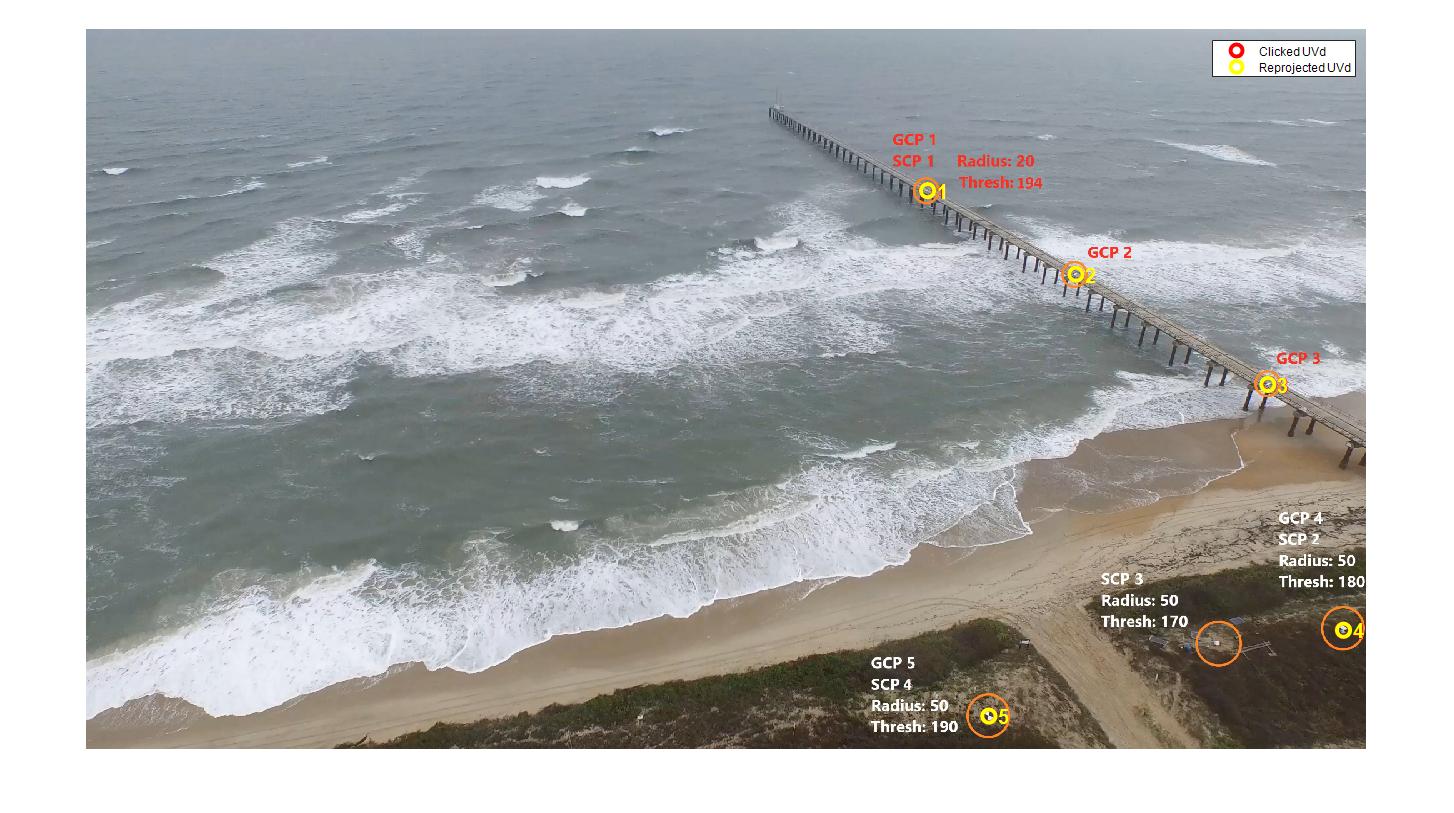 Clicked UVd
Reprojected UVd
GCP 1
SCP 1 Radius: 20
Thresh: 194
1
GCP 2
2
GCP 3
3
GCP 4
SCP 2
Radius: 50
Thresh: 180
4
SCP 3
Radius: 50
Thresh: 170
GCP 5
SCP 4
Radius: 50
Thresh: 190
5